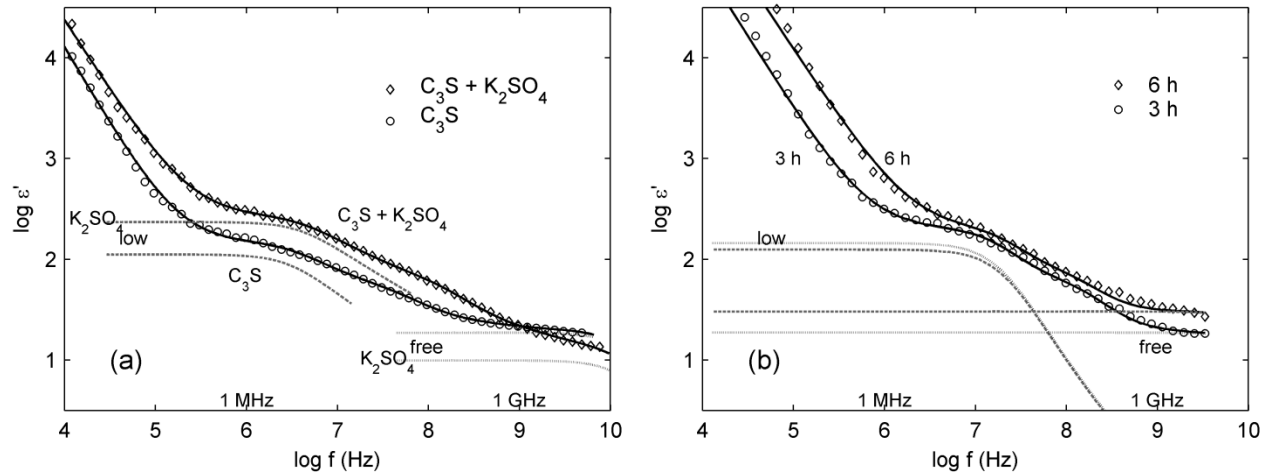 4
3
2
1
log ε'
C₃S + K₂SO₄
C₃S
C₃S + K₂SO₄
K₂SO₄
low
C₃S
free
K₂SO₄
(a)
1 MHz
1 GHz
4 5 6 7 8 9 10
log f (Hz)
4
3
2
1
log ε'
6 h
3 h
3 h
6 h
low
free
(b)
1 MHz
1 GHz
4 5 6 7 8 9 10
log f (Hz)